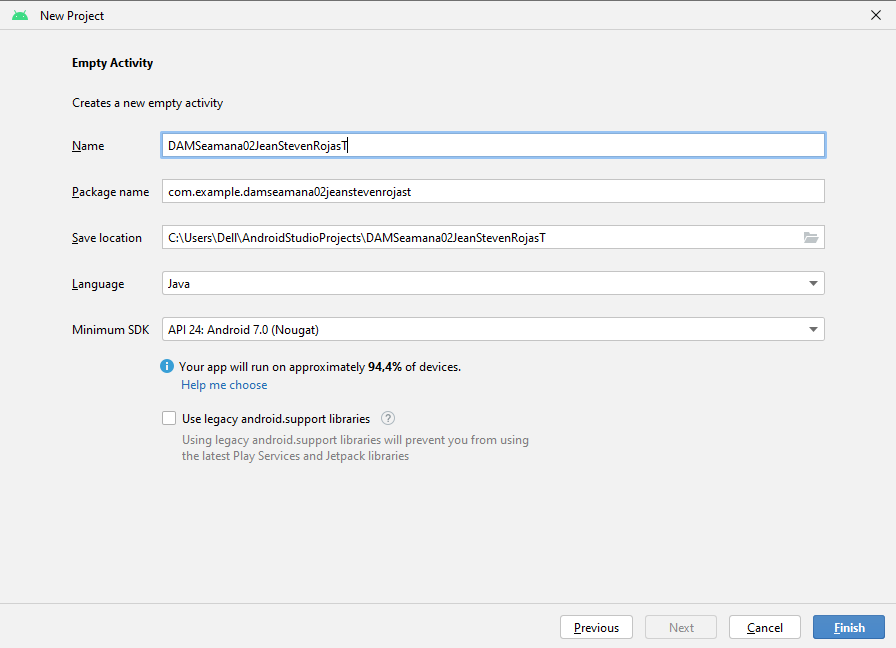 New Project
Empty Activity
Creates a new empty activity
Name DAMSeamana02JeanStevenRojasT
Package name com.example.damseamana02jeanstevenrojast
Save location C:\Users\Dell\AndroidStudioProjects\DAMSeamana02JeanStevenRojasT
Language Java
Minimum SDK API 24: Android 7.0 (Nougat)
Your app will run on approximately 94,4% of devices.
Help me choose
Use legacy android.support libraries ?
Using legacy android.support libraries will prevent you from using
the latest Play Services and Jetpack libraries
Previous Next Cancel Finish